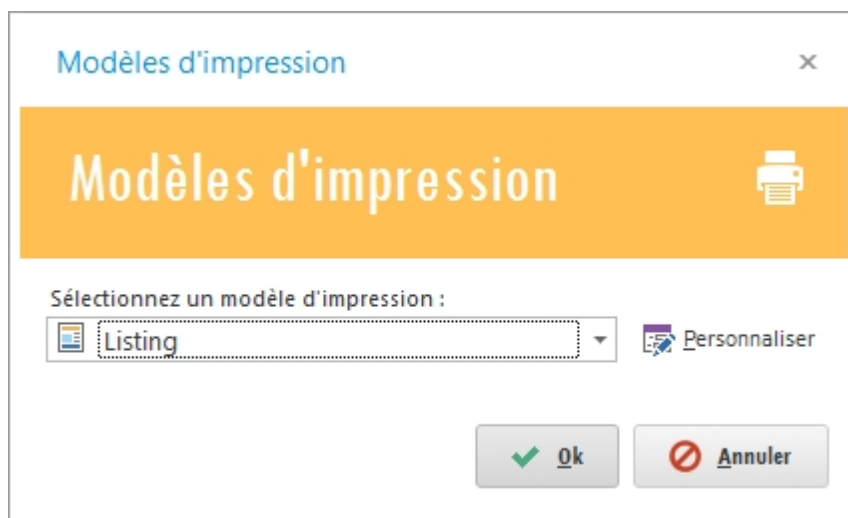 Modèles d'impression
Modèles d'impression
Sélectionnez un modèle d'impression :
Listing
Personnaliser
Ok
Annuler